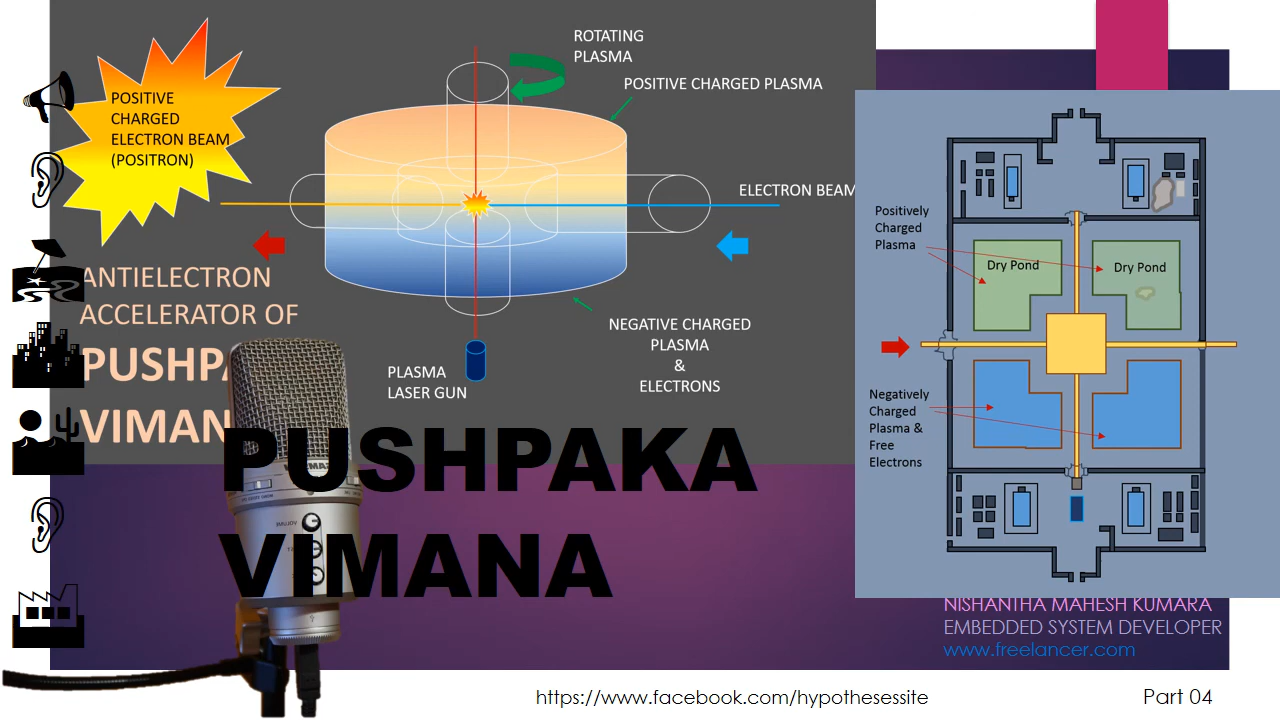 POSITIVE
CHARGED
ELECTRON BEAM
(POSITRON)
ROTATING
PLASMA
POSITIVE CHARGED PLASMA
ELECTRON BEAM
ANTIELECTRON
ACCELERATOR OF
PUSHPA
VIMAN
NEGATIVE CHARGED
PLASMA
&
ELECTRONS
PLASMA
LASER GUN
PUSHPAKA
VIMANA
Positively
Charged
Plasma
Dry Pond
Dry Pond
Negatively
Charged
Plasma &
Free
Electrons
NISHANTHA MAHESH KUMARA
EMBEDDED SYSTEM DEVELOPER
www.freelancer.com
https://www.facebook.com/hypothesessite
Part 04